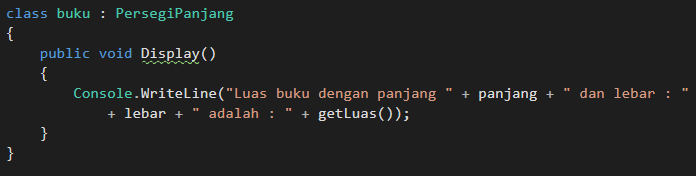 class buku : PersegiPanjang
{
    public void Display()
    {
        Console.WriteLine("Luas buku dengan panjang " + panjang + " dan lebar : "
            + lebar + " adalah : " + getLuas());
    }
}